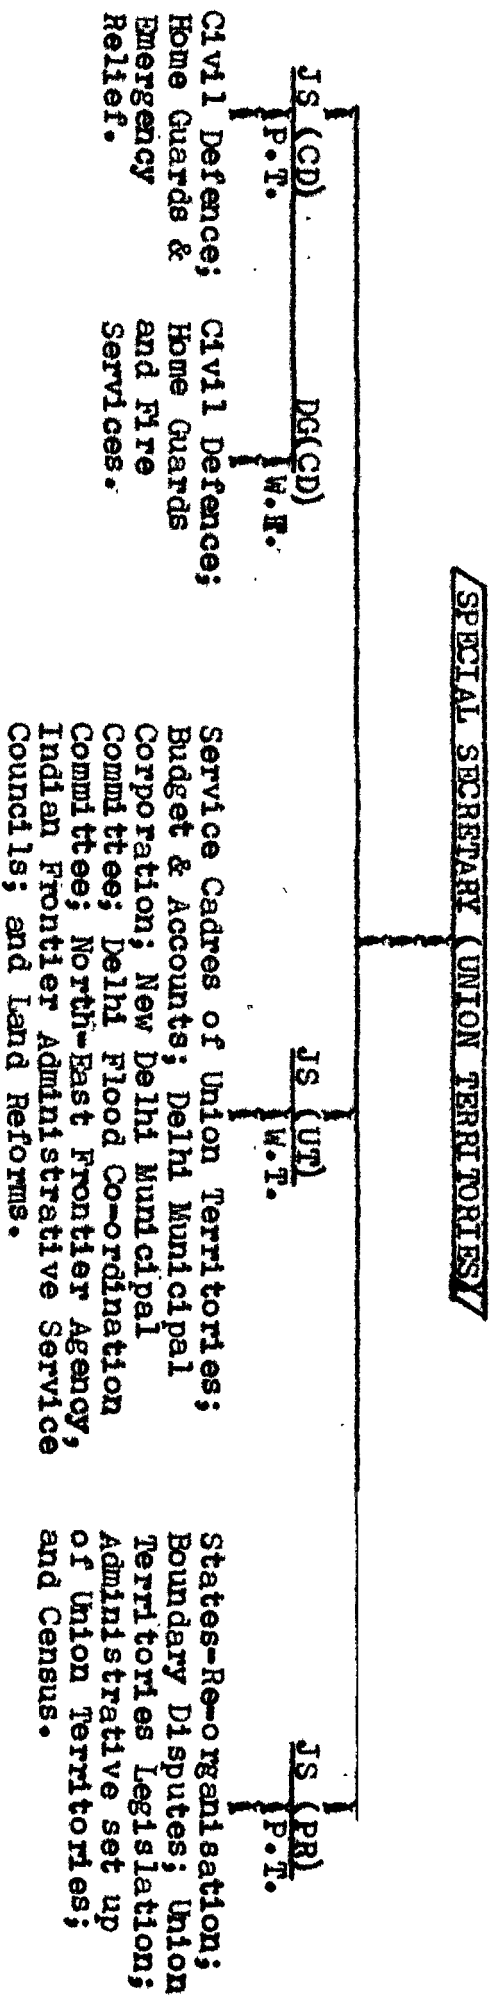 SPECIAL SECRETARY (UNION TERRITORIES)
JS (CD)
P.T.
Civil Defence;
Home Guards &
Emergency
Relief.
DG(CD)
Civil Defence;
Home Guards
and Fire
Services.
JS (UT)
W.T.
Service Cadres of Union Territories;
Budget & Accounts; Delhi Municipal
Corporation; New Delhi Municipal
Committee; Delhi Flood Co-ordination
Committee; North-East Frontier Agency,
Indian Frontier Administrative Service
Councils; and Land Reforms.
JS (PR)
P.T.
States-Re-organisation;
Boundary Disputes; Union
Territories Legislation;
Administrative set up
of Union Territories;
and Census.